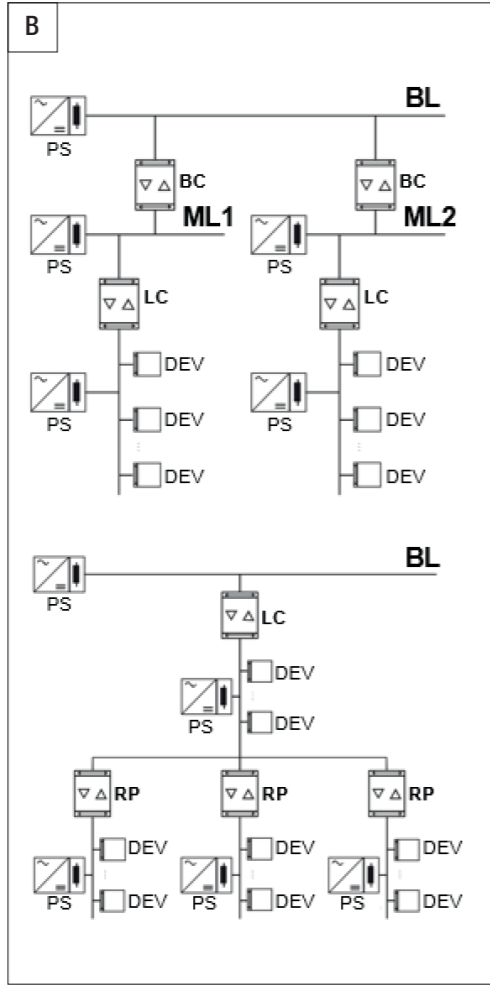 B
BL
PS
BC BC
ML1 ML2
PS PS
LC LC
DEV DEV
PS PS
DEV DEV
DEV DEV
BL
PS
LC
DEV
PS
DEV
RP RP RP
DEV DEV DEV
PS PS PS
DEV DEV DEV